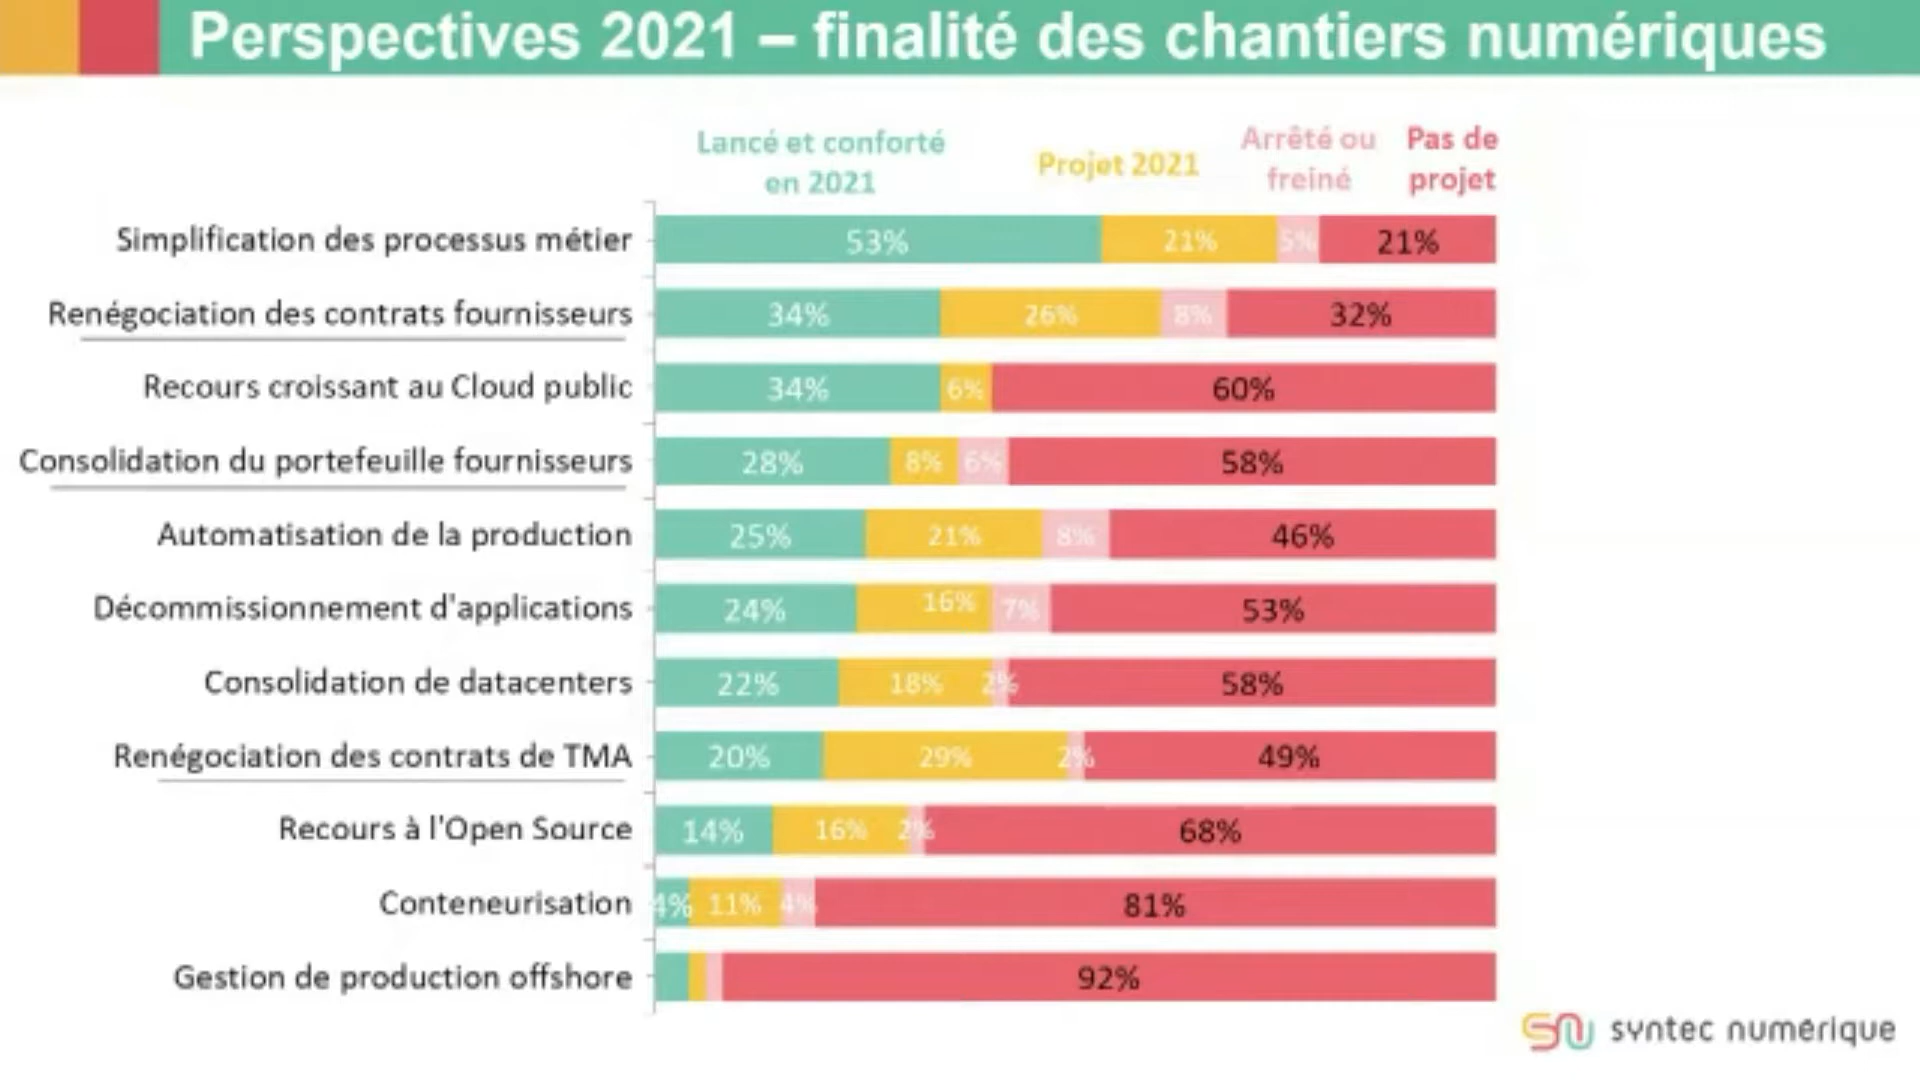 Perspectives 2021 – finalité des chantiers numériques
Lancé et conforté
en 2021
Projet 2021
Arrêté ou
freiné
Pas de
projet
Simplification des processus métier 53% 21% 5% 21%
Renégociation des contrats fournisseurs 34% 26% 8% 32%
Recours croissant au Cloud public 34% 6% 60%
Consolidation du portefeuille fournisseurs 28% 8% 6% 58%
Automatisation de la production 25% 21% 8% 46%
Décommissionnement d'applications 24% 16% 7% 53%
Consolidation de datacenters 22% 18% 2% 58%
Renégociation des contrats de TMA 20% 29% 2% 49%
Recours à l'Open Source 14% 16% 2% 68%
Conteneurisation 4% 11% 4% 81%
Gestion de production offshore 92%
syntec numérique